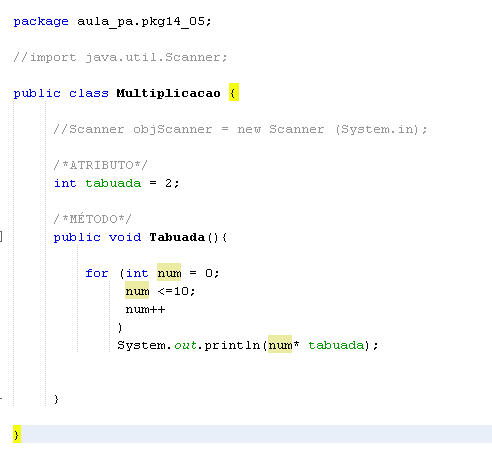 package aula_pa.pkg14_05;
//import java.util.Scanner;
public class Multiplicacao {
//Scanner objScanner = new Scanner (System.in);
/*ATRIBUTO*/
int tabuada = 2;
/*MÉTODO*/
public void Tabuada(){
for (int num = 0;
num <=10;
num++
)
System.out.println(num* tabuada);
}
}